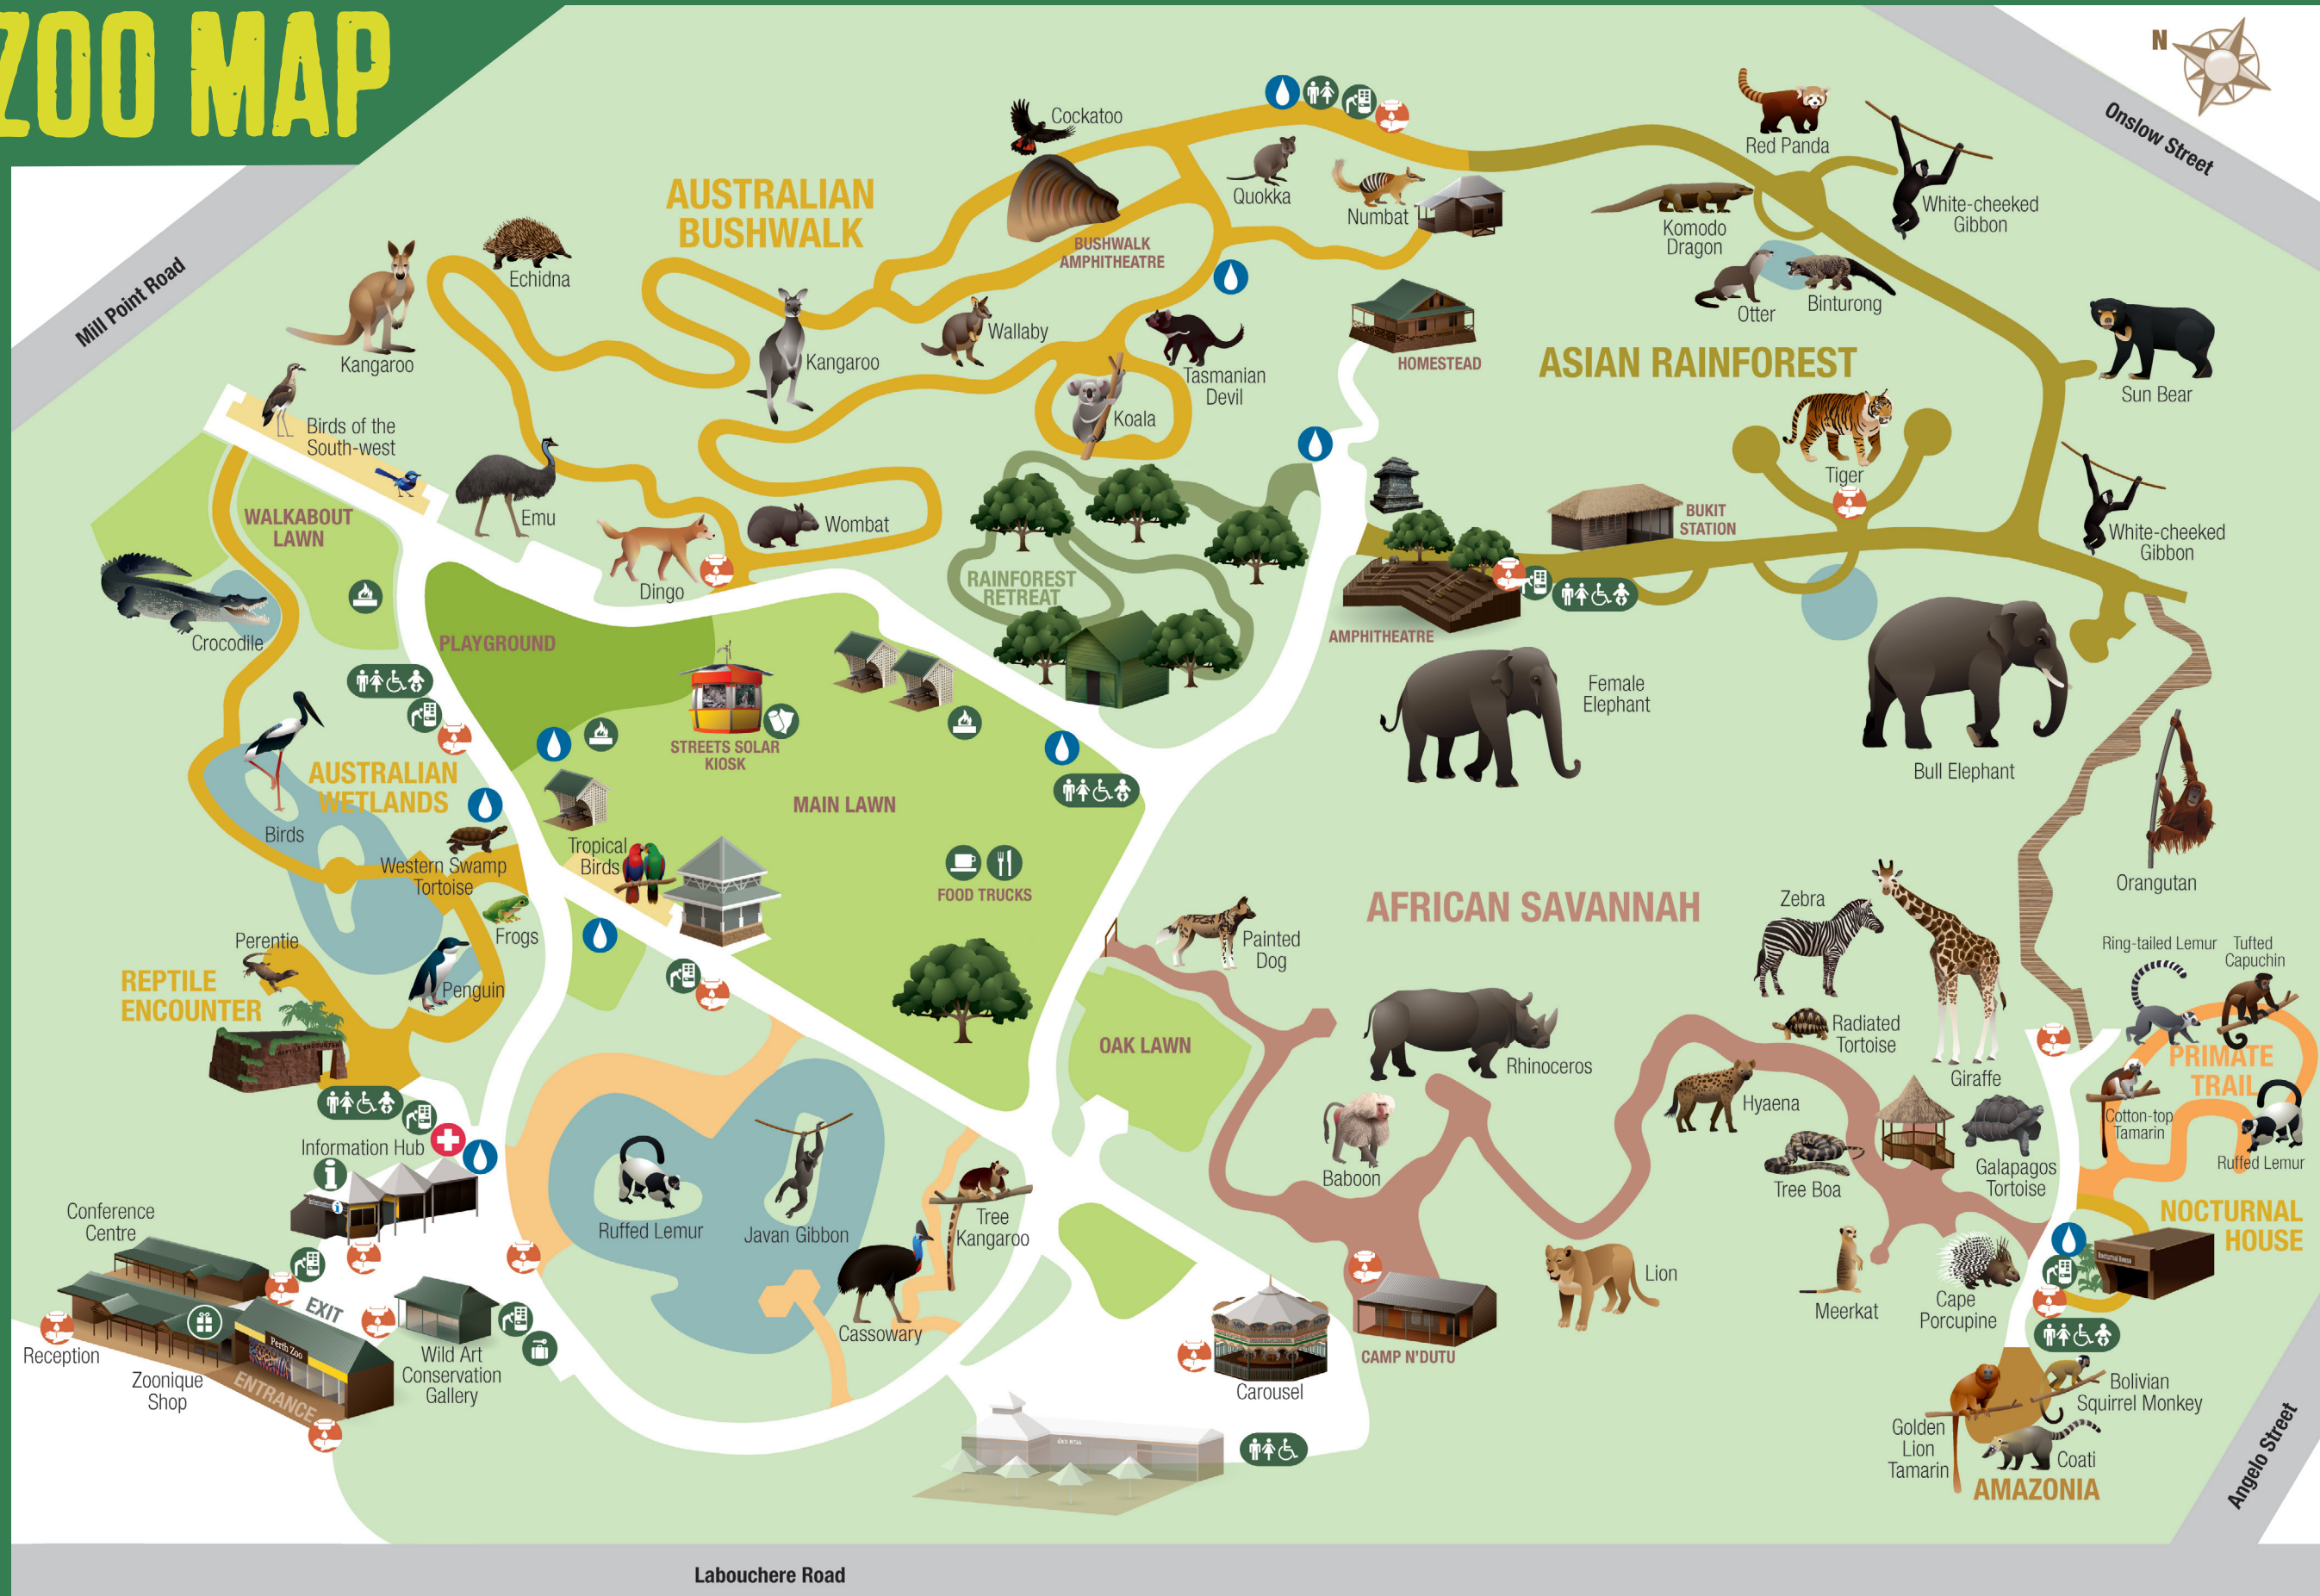 ZOO MAP
N
Onslow Street
Mill Point Road
Cockatoo
Red Panda
AUSTRALIAN
BUSHWALK
Quokka
Numbat
White-cheeked
Gibbon
Komodo
Dragon
BUSHWALK
AMPHITHEATRE
Echidna
Otter
Binturong
Kangaroo
Wallaby
Kangaroo
Tasmanian
Devil
HOMESTEAD
ASIAN RAINFOREST
Sun Bear
Koala
Birds of the
South-west
Tiger
WALKABOUT
LAWN
Emu
Wombat
BUKIT
STATION
White-cheeked
Gibbon
Dingo
RAINFOREST
RETREAT
Crocodile
PLAYGROUND
AMPHITHEATRE
Female
Elephant
STREETS SOLAR
KIOSK
Bull Elephant
AUSTRALIAN
WETLANDS
MAIN LAWN
Birds
Tropical
Birds
Western Swamp
Tortoise
FOOD TRUCKS
Orangutan
AFRICAN SAVANNAH
Zebra
Frogs
Perentie
Painted
Dog
Ring-tailed Lemur
Tufted
Capuchin
REPTILE
ENCOUNTER
Penguin
REPTILE ENCOUNTER
Radiated
Tortoise
OAK LAWN
Rhinoceros
Giraffe
PRIMATE
TRAIL
Hyaena
Cotton-top
Tamarin
Information Hub
i
Baboon
Tree Boa
Galapagos
Tortoise
Ruffed Lemur
Conference
Centre
Ruffed Lemur
Javan Gibbon
Tree
Kangaroo
NOCTURNAL
HOUSE
Nocturnal House
Lion
EXIT
Meerkat
Cape
Porcupine
Reception
Perth Zoo
Cassowary
Wild Art
Conservation
Gallery
Zoonique
Shop
ENTRANCE
CAMP N'DUTU
Carousel
Bolivian
Squirrel Monkey
Golden
Lion
Tamarin
Coati
AMAZONIA
Angelo Street
Labouchere Road